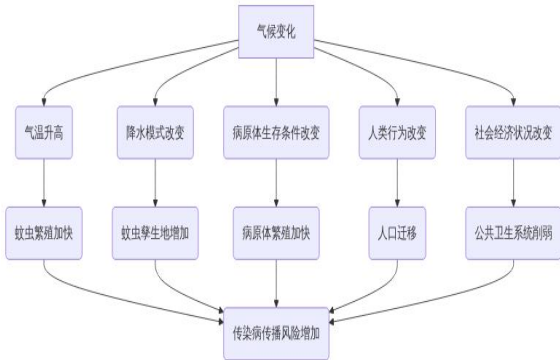 气候变化
气温升高
降水模式改变
病原体生存条件改变
人类行为改变
社会经济状况改变
蚊虫繁殖加快
蚊虫孳生地增加
病原体繁殖加快
人口迁移
公共卫生系统削弱
传染病传播风险增加